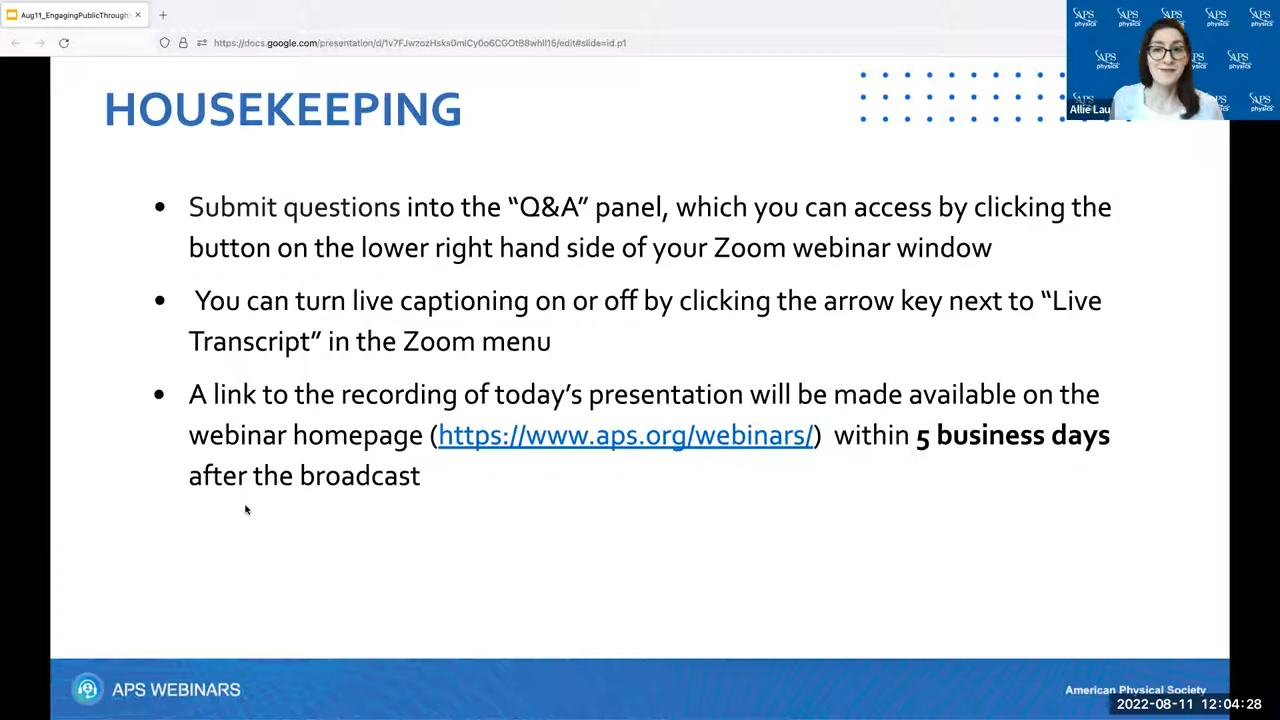 Aug11_EngagingPublicThrough
https://docs.google.com/presentation/d/1v7FJwzozHsks0mlCy0o6CGOtB8whll15/edit#slide=id.p1
APS physics
Allie Lau
HOUSEKEEPING
• Submit questions into the “Q&A” panel, which you can access by clicking the
button on the lower right hand side of your Zoom webinar window
• You can turn live captioning on or off by clicking the arrow key next to “Live
Transcript” in the Zoom menu
• A link to the recording of today’s presentation will be made available on the
webinar homepage (https://www.aps.org/webinars/) within 5 business days
after the broadcast
APS WEBINARS
American Physical Society
2022-08-11 12:04:28